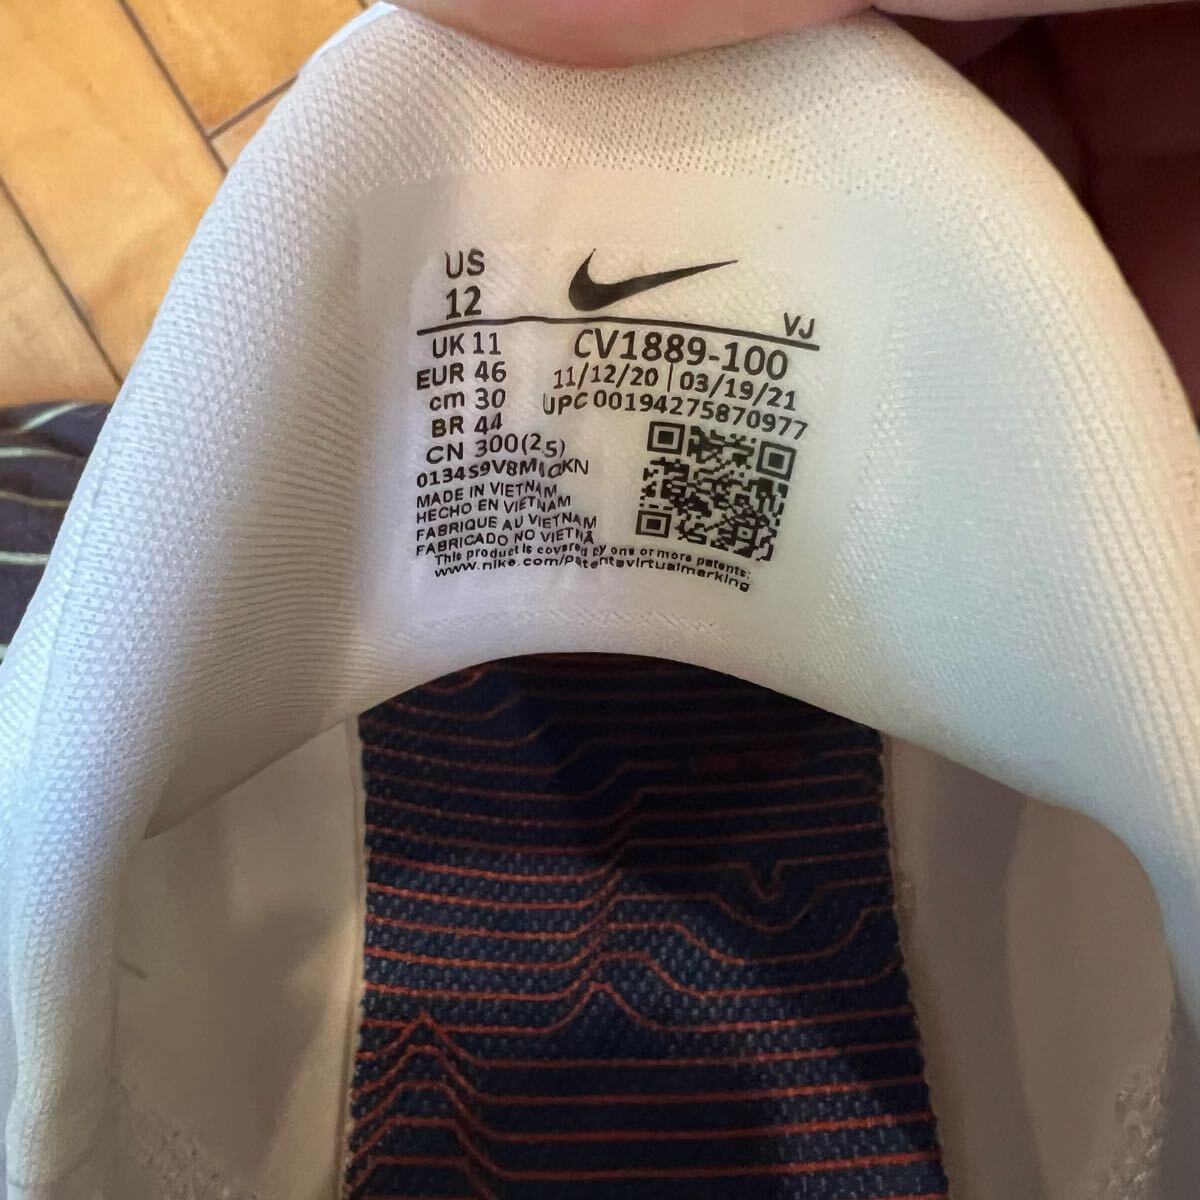 US
12
VJ
UK 11
EUR 46
cm 30
BR 44
CN 300(2.5)
CV1889-100
11/12/20 | 03/19/21
UPC 00194275870977
MADE IN VIETNAM
HECHO EN VIETNAM
FABRIQUE AU VIETNAM
FABRICADO NO VIETNÃ
This product is covered by one or more patents:
www.nike.com/patentsvirtualmarking